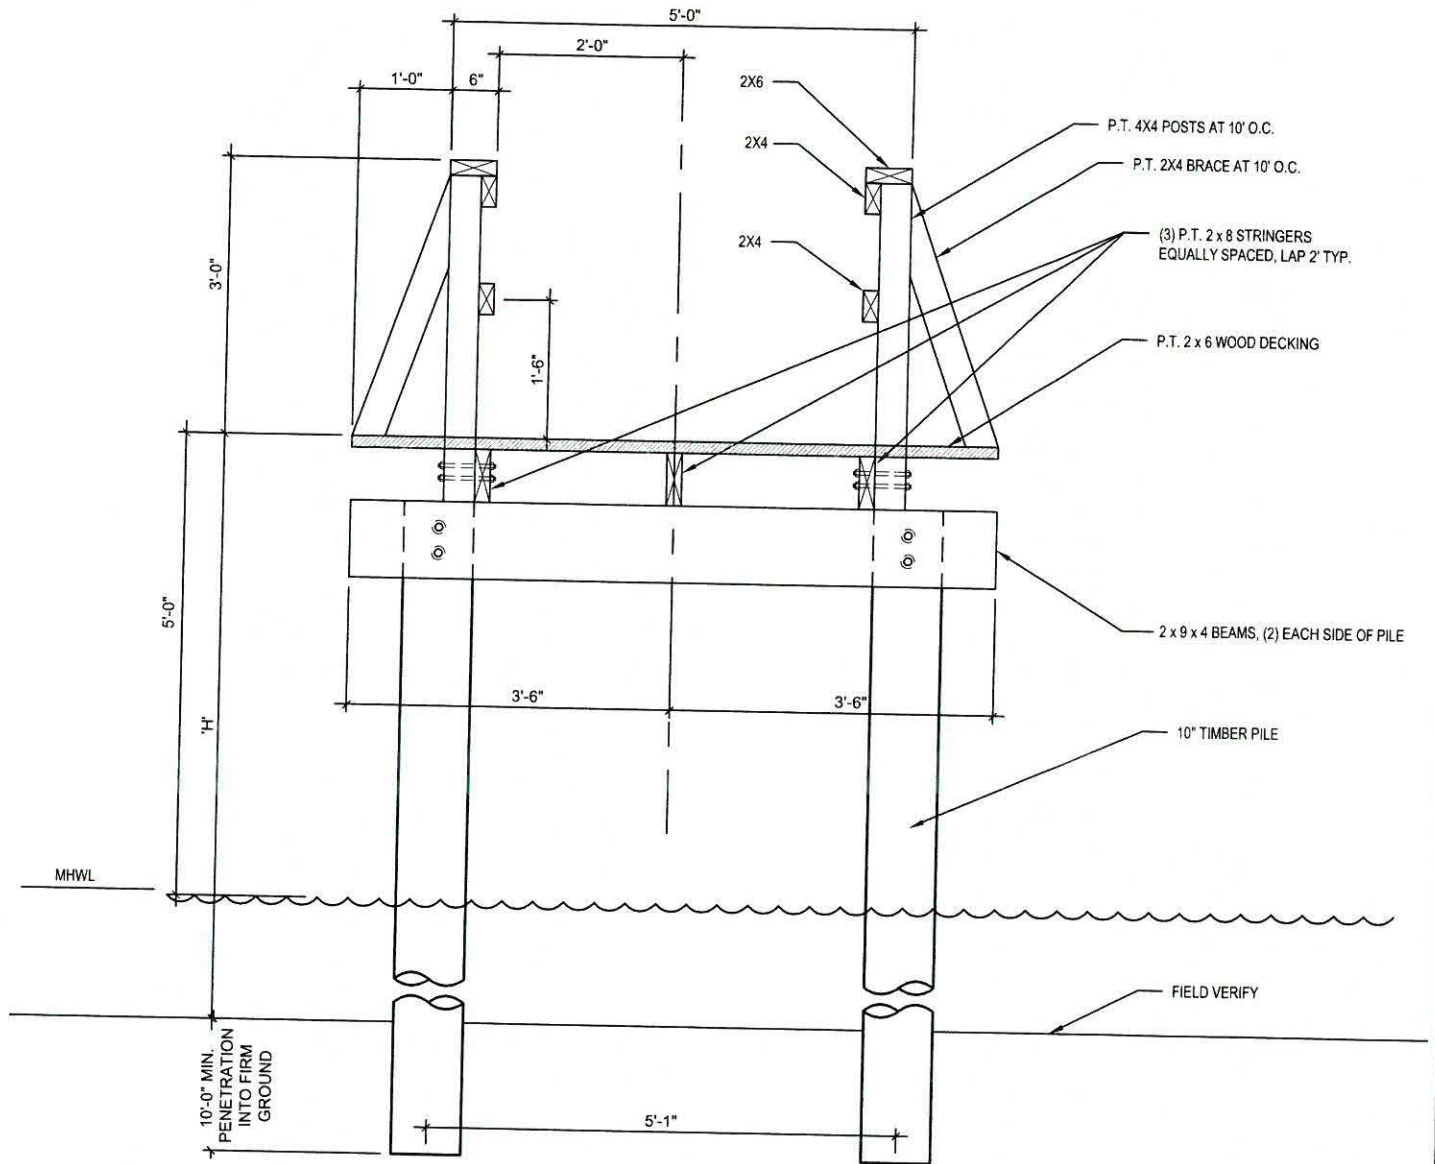 5'-0"
2'-0"
1'-0"
6"
2X6
P.T. 4X4 POSTS AT 10' O.C.
2X4
P.T. 2X4 BRACE AT 10' O.C.
2X4
(3) P.T. 2 x 8 STRINGERS
EQUALLY SPACED, LAP 2' TYP.
3'-0"
1'-6"
P.T. 2 x 6 WOOD DECKING
5'-0"
2 x 9 x 4 BEAMS, (2) EACH SIDE OF PILE
'H'
3'-6"
3'-6"
10" TIMBER PILE
MHWL
FIELD VERIFY
10'-0" MIN.
PENETRATION
INTO FIRM
GROUND
5'-1"